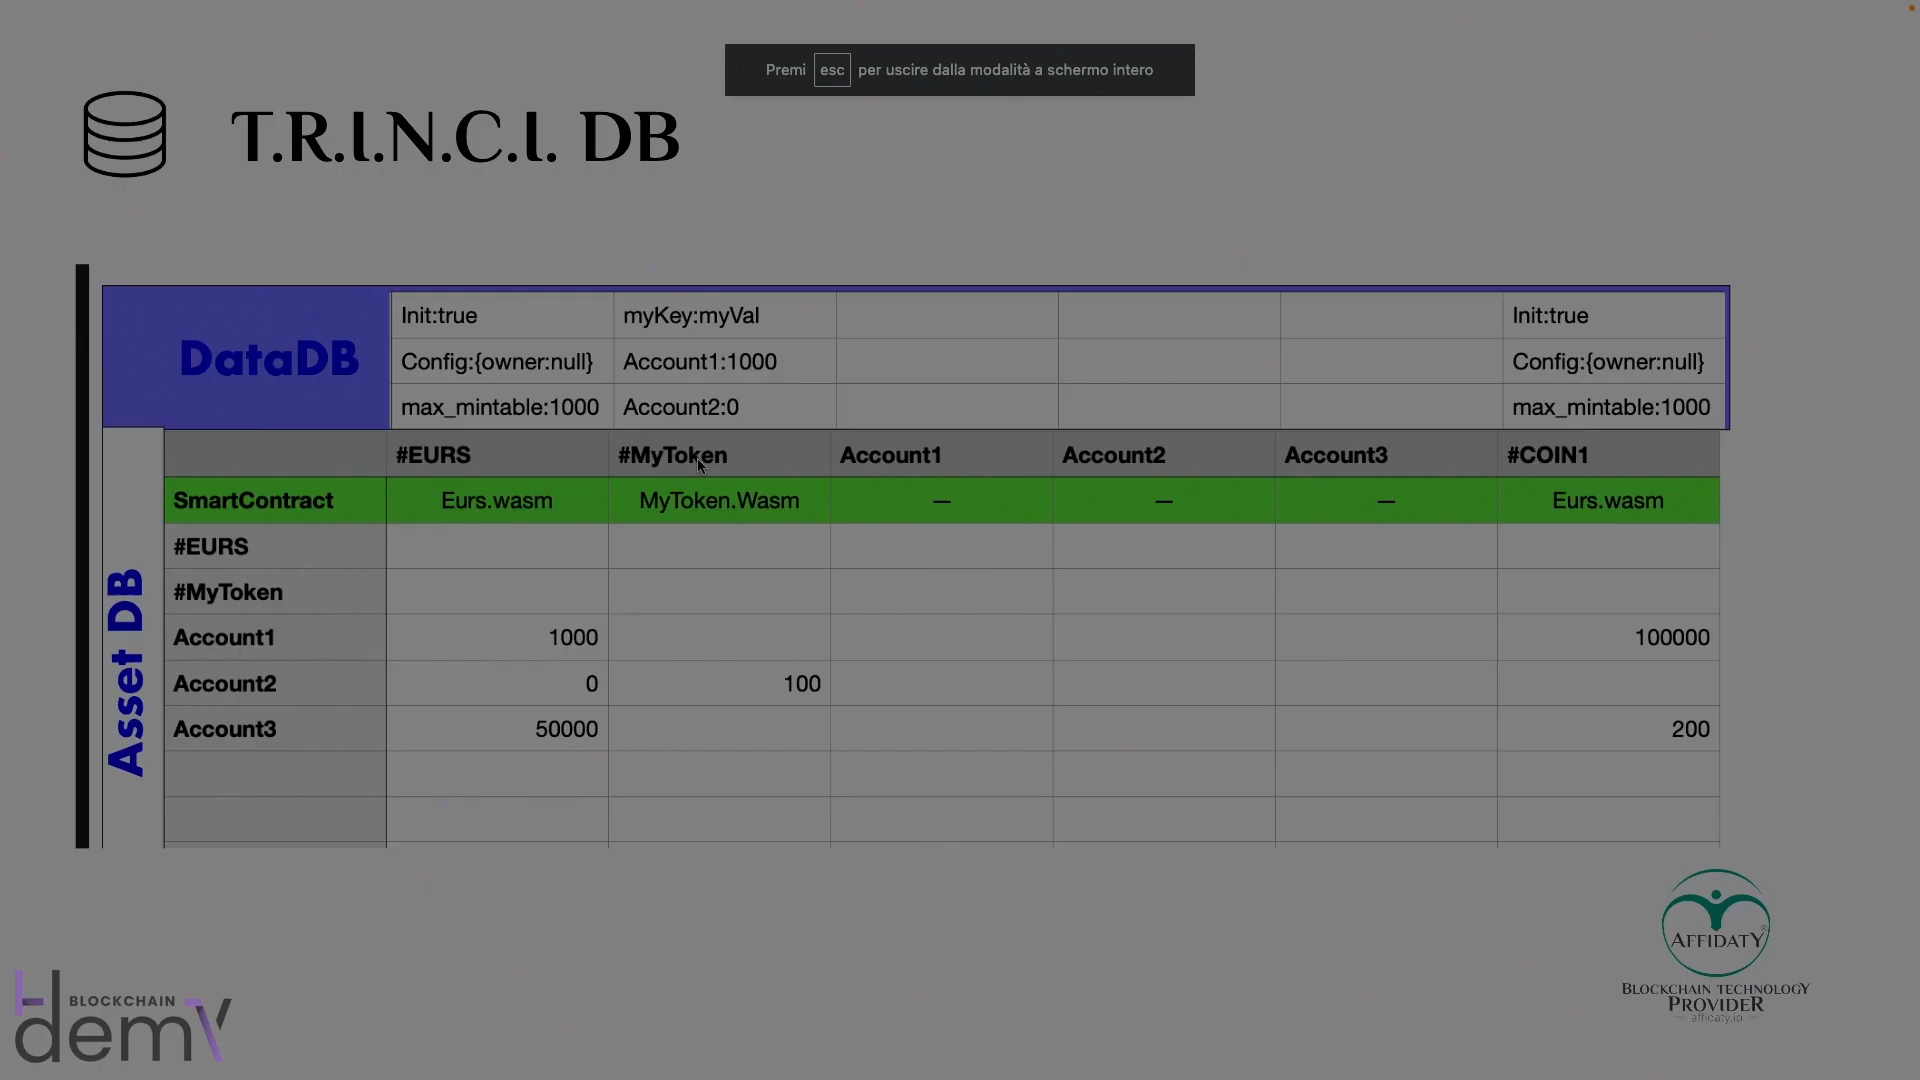 Premi esc per uscire dalla modalità a schermo intero
T.R.I.N.C.I. DB
DataDB
Init:true myKey:myVal Init:true
Config:{owner:null} Account1:1000 Config:{owner:null}
max_mintable:1000 Account2:0 max_mintable:1000
#EURS #MyToken Account1 Account2 Account3 #COIN1
SmartContract Eurs.wasm MyToken.Wasm — — — Eurs.wasm
Asset DB
#EURS
#MyToken
Account1 1000 100000
Account2 0 100
Account3 50000 200
AFFIDATY®
BLOCKCHAIN TECHNOLOGY
PROVIDER
affidaty.io
BLOCKCHAIN
demy